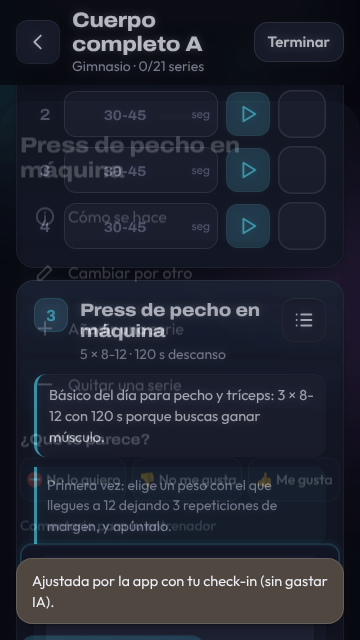 Cuerpo
completo A
Terminar
Gimnasio · 0/21 series
2 30-45 seg
Press de pecho en
máquina
3 30-45 seg
Cómo se hace
4 30-45 seg
Cambiar por otro
3 Press de pecho en
máquina
5 × 8-12 · 120 s descanso
Quitar una serie
Básico del día para pecho y tríceps: 3 × 8-
12 con 120 s porque buscas ganar
músculo.
¿Qué te parece?
No lo quiero
No me gusta
Me gusta
Primera vez: elige un peso con el que
llegues a 12 dejando 3 repeticiones de
margen, y apúntalo.
Ajustada por la app con tu check-in (sin gastar
IA).